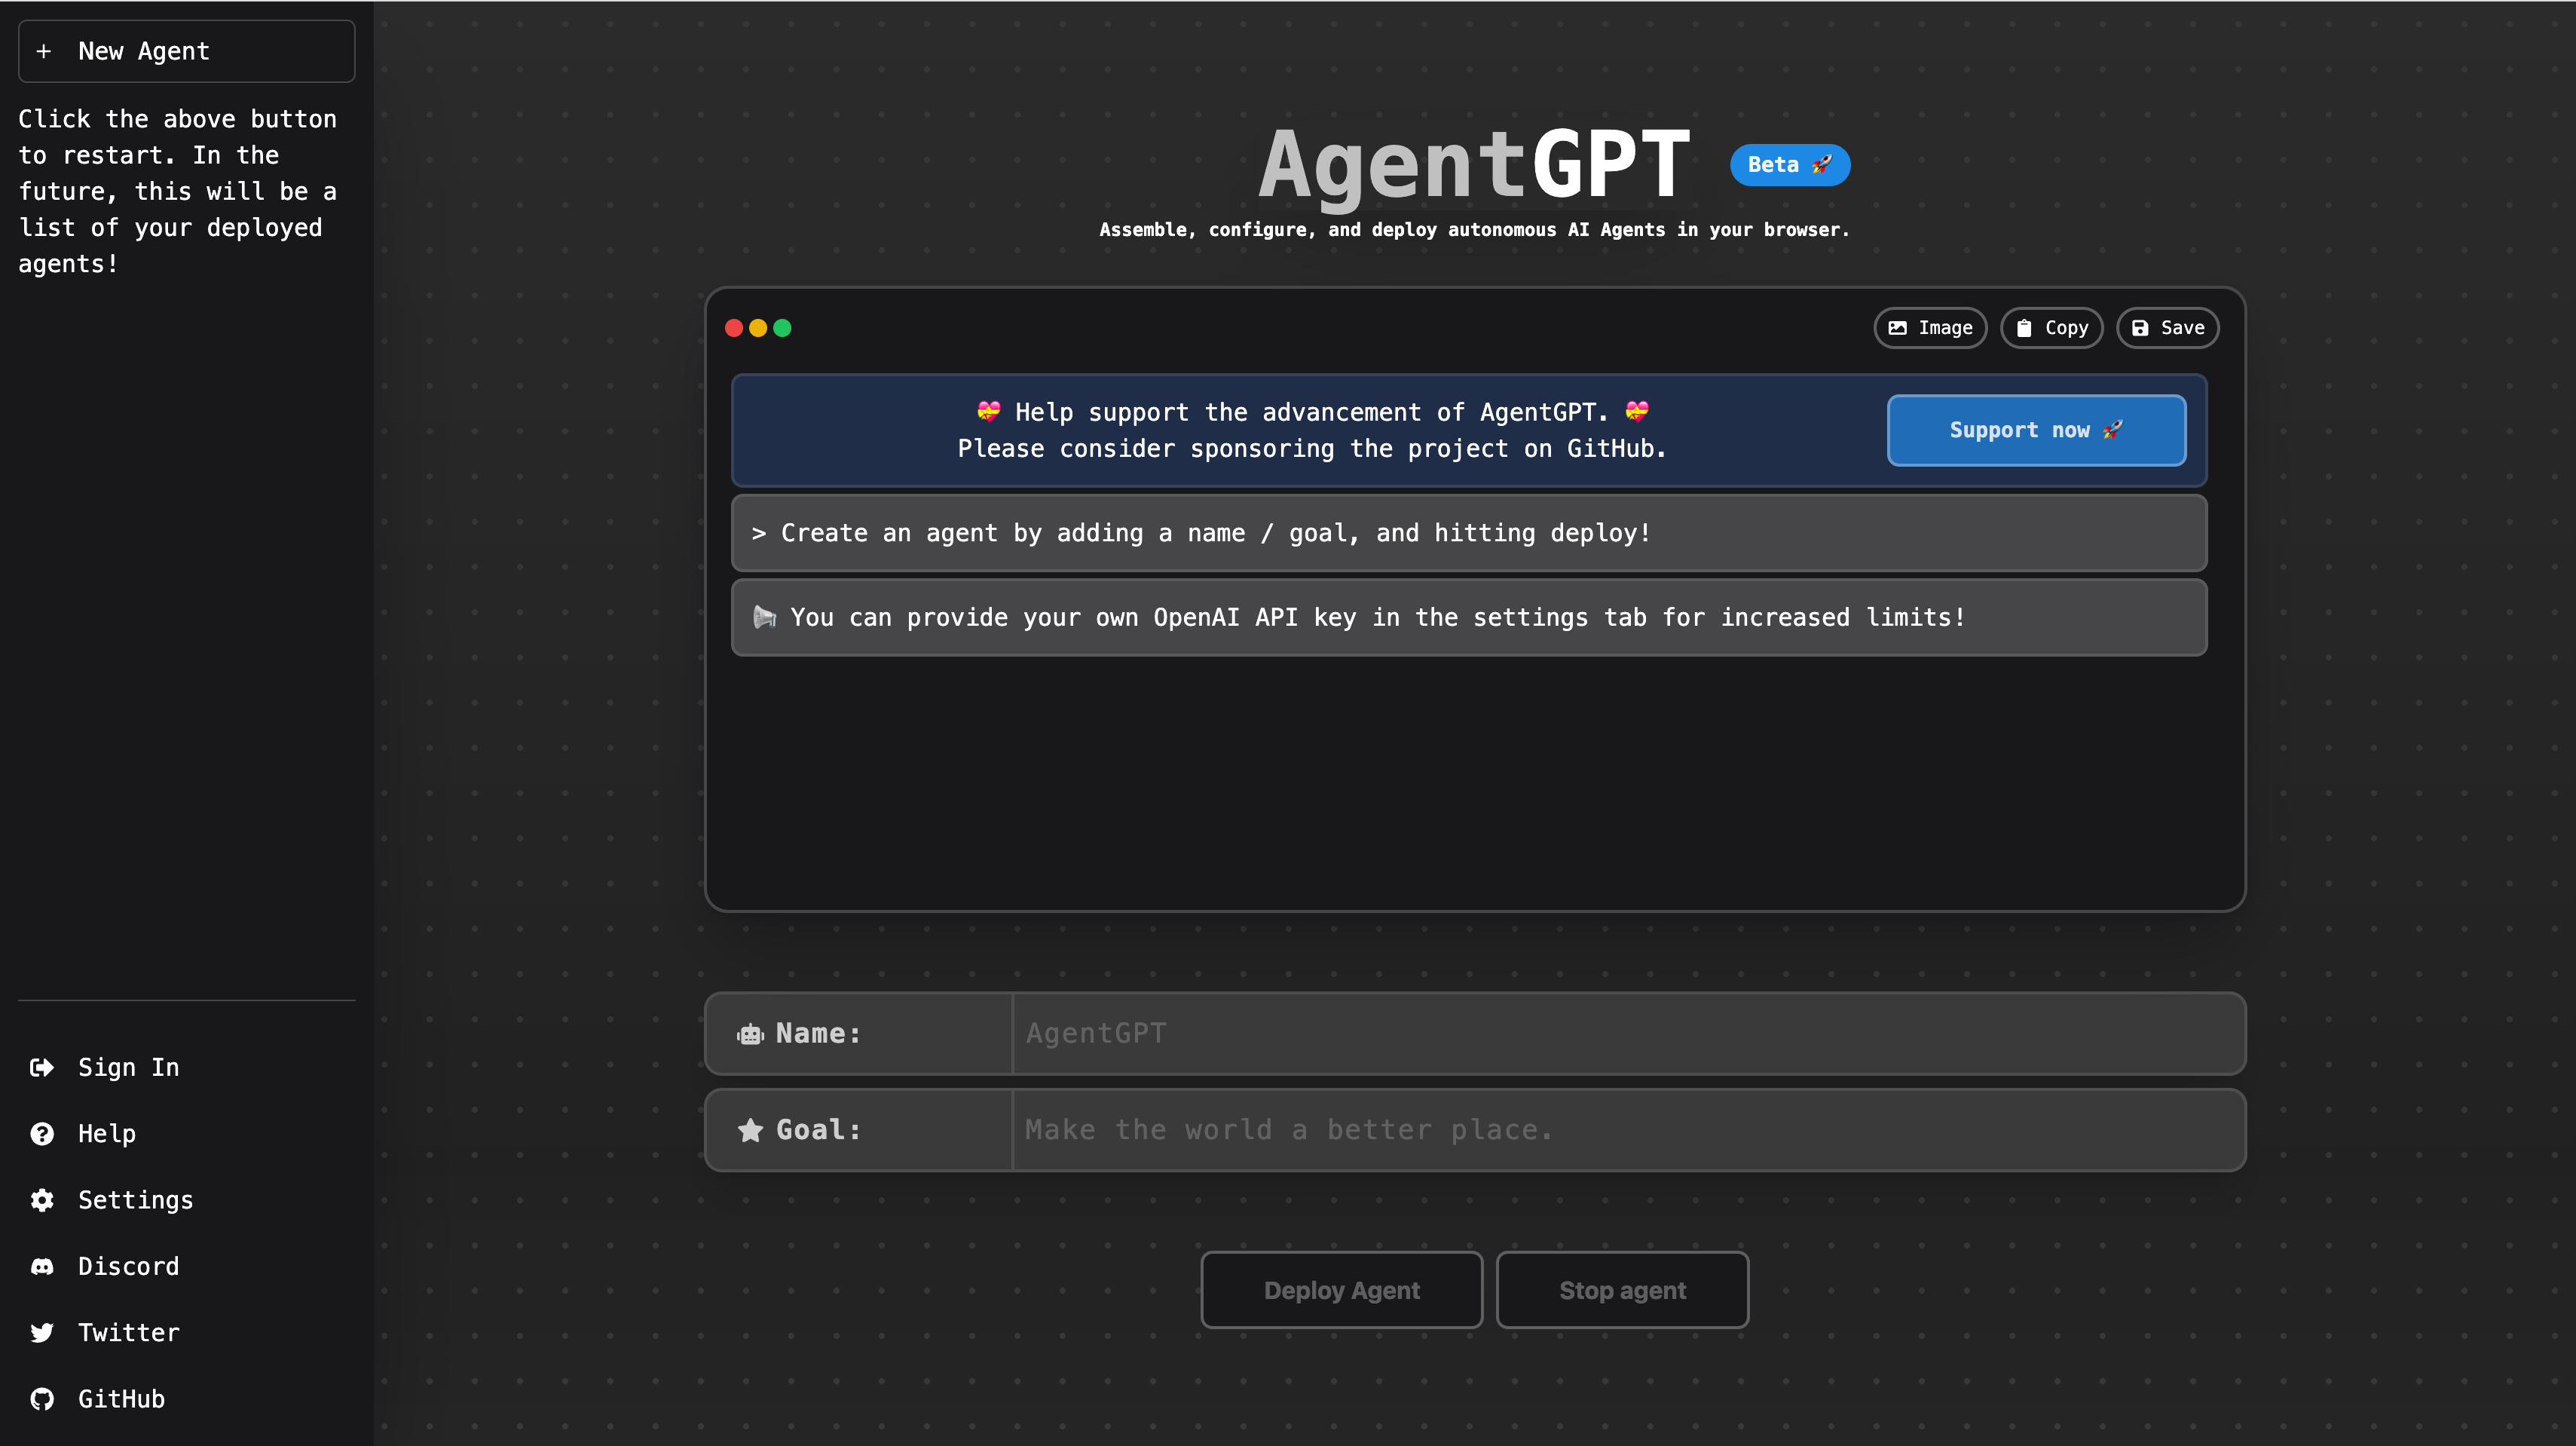 + New Agent
Click the above button
to restart. In the
future, this will be a
list of your deployed
agents!
Sign In
Help
Settings
Discord
Twitter
GitHub
AgentGPT
Beta 🚀
Assemble, configure, and deploy autonomous AI Agents in your browser.
Image
Copy
Save
💝 Help support the advancement of AgentGPT. 💝
Please consider sponsoring the project on GitHub.
Support now 🚀
> Create an agent by adding a name / goal, and hitting deploy!
📢 You can provide your own OpenAI API key in the settings tab for increased limits!
Name:
AgentGPT
Goal:
Make the world a better place.
Deploy Agent
Stop agent